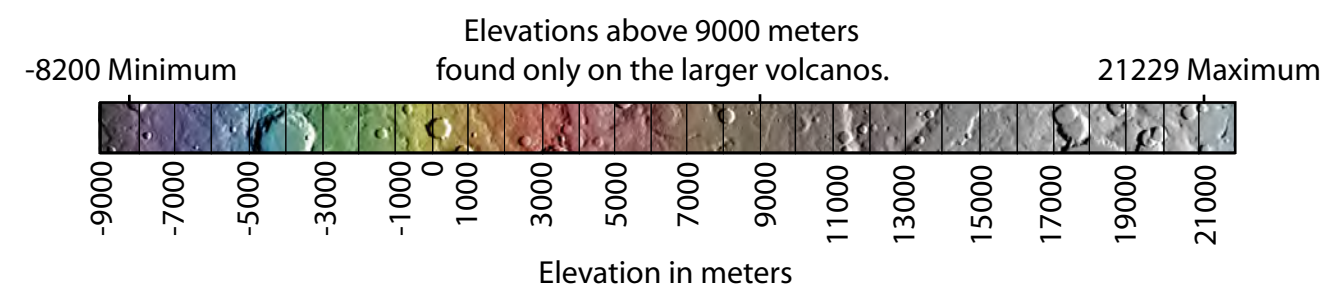 Elevations above 9000 meters
-8200 Minimum found only on the larger volcanos. 21229 Maximum
-9000 -7000 -5000 -3000 -1000 0 1000 3000 5000 7000 9000 11000 13000 15000 17000 19000 21000
Elevation in meters